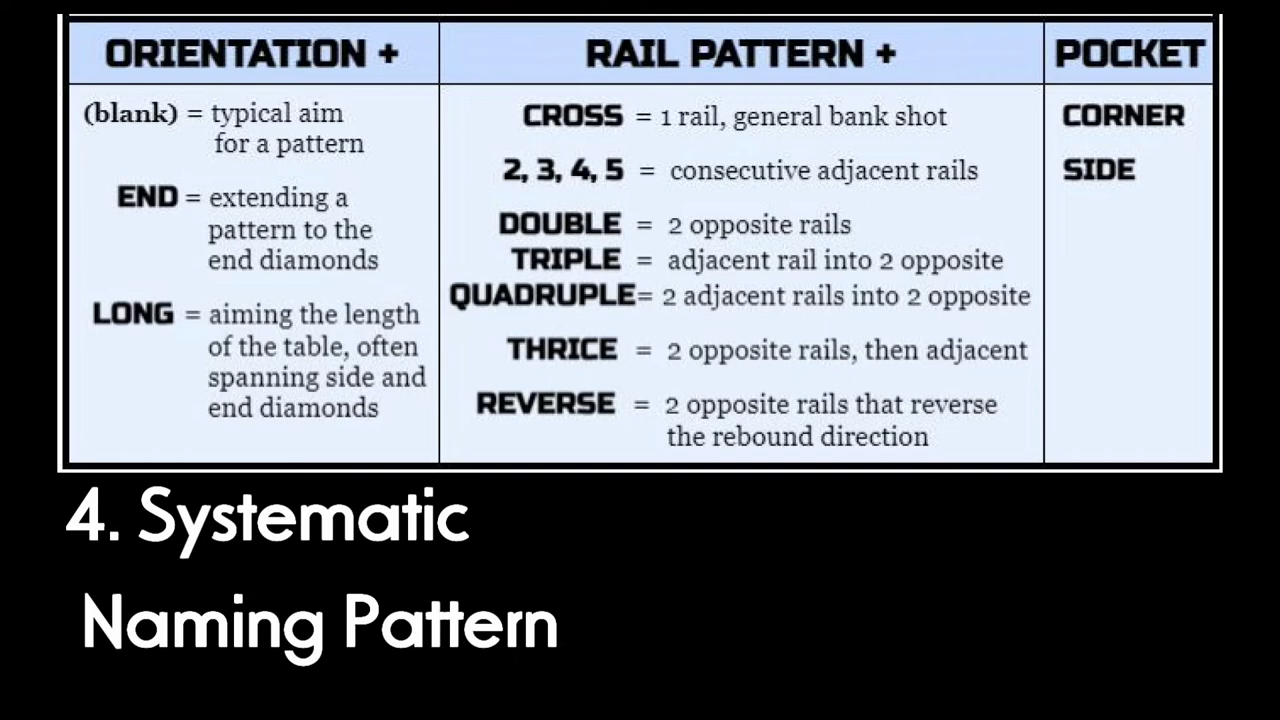 ORIENTATION + RAIL PATTERN + POCKET
(blank) = typical aim
for a pattern
END = extending a
pattern to the
end diamonds
LONG = aiming the length
of the table, often
spanning side and
end diamonds
CROSS = 1 rail, general bank shot
2, 3, 4, 5 = consecutive adjacent rails
DOUBLE = 2 opposite rails
TRIPLE = adjacent rail into 2 opposite
QUADRUPLE= 2 adjacent rails into 2 opposite
THRICE = 2 opposite rails, then adjacent
REVERSE = 2 opposite rails that reverse
the rebound direction
CORNER
SIDE
4. Systematic
Naming Pattern